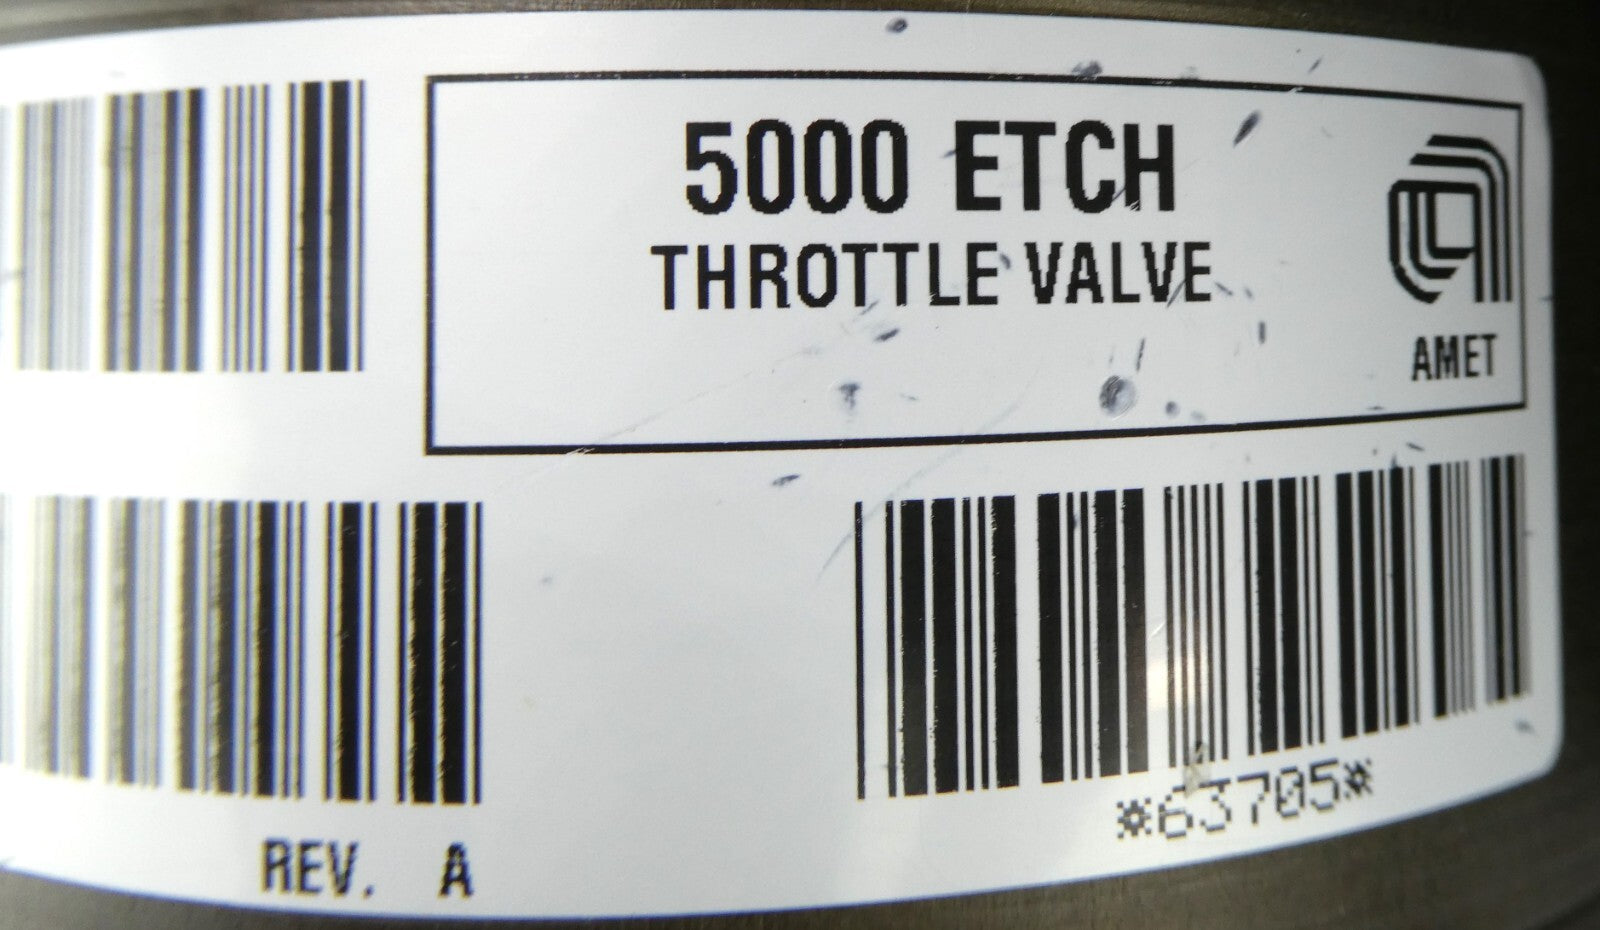 5000 ETCH
THROTTLE VALVE
AMET
REV. A
*63705*